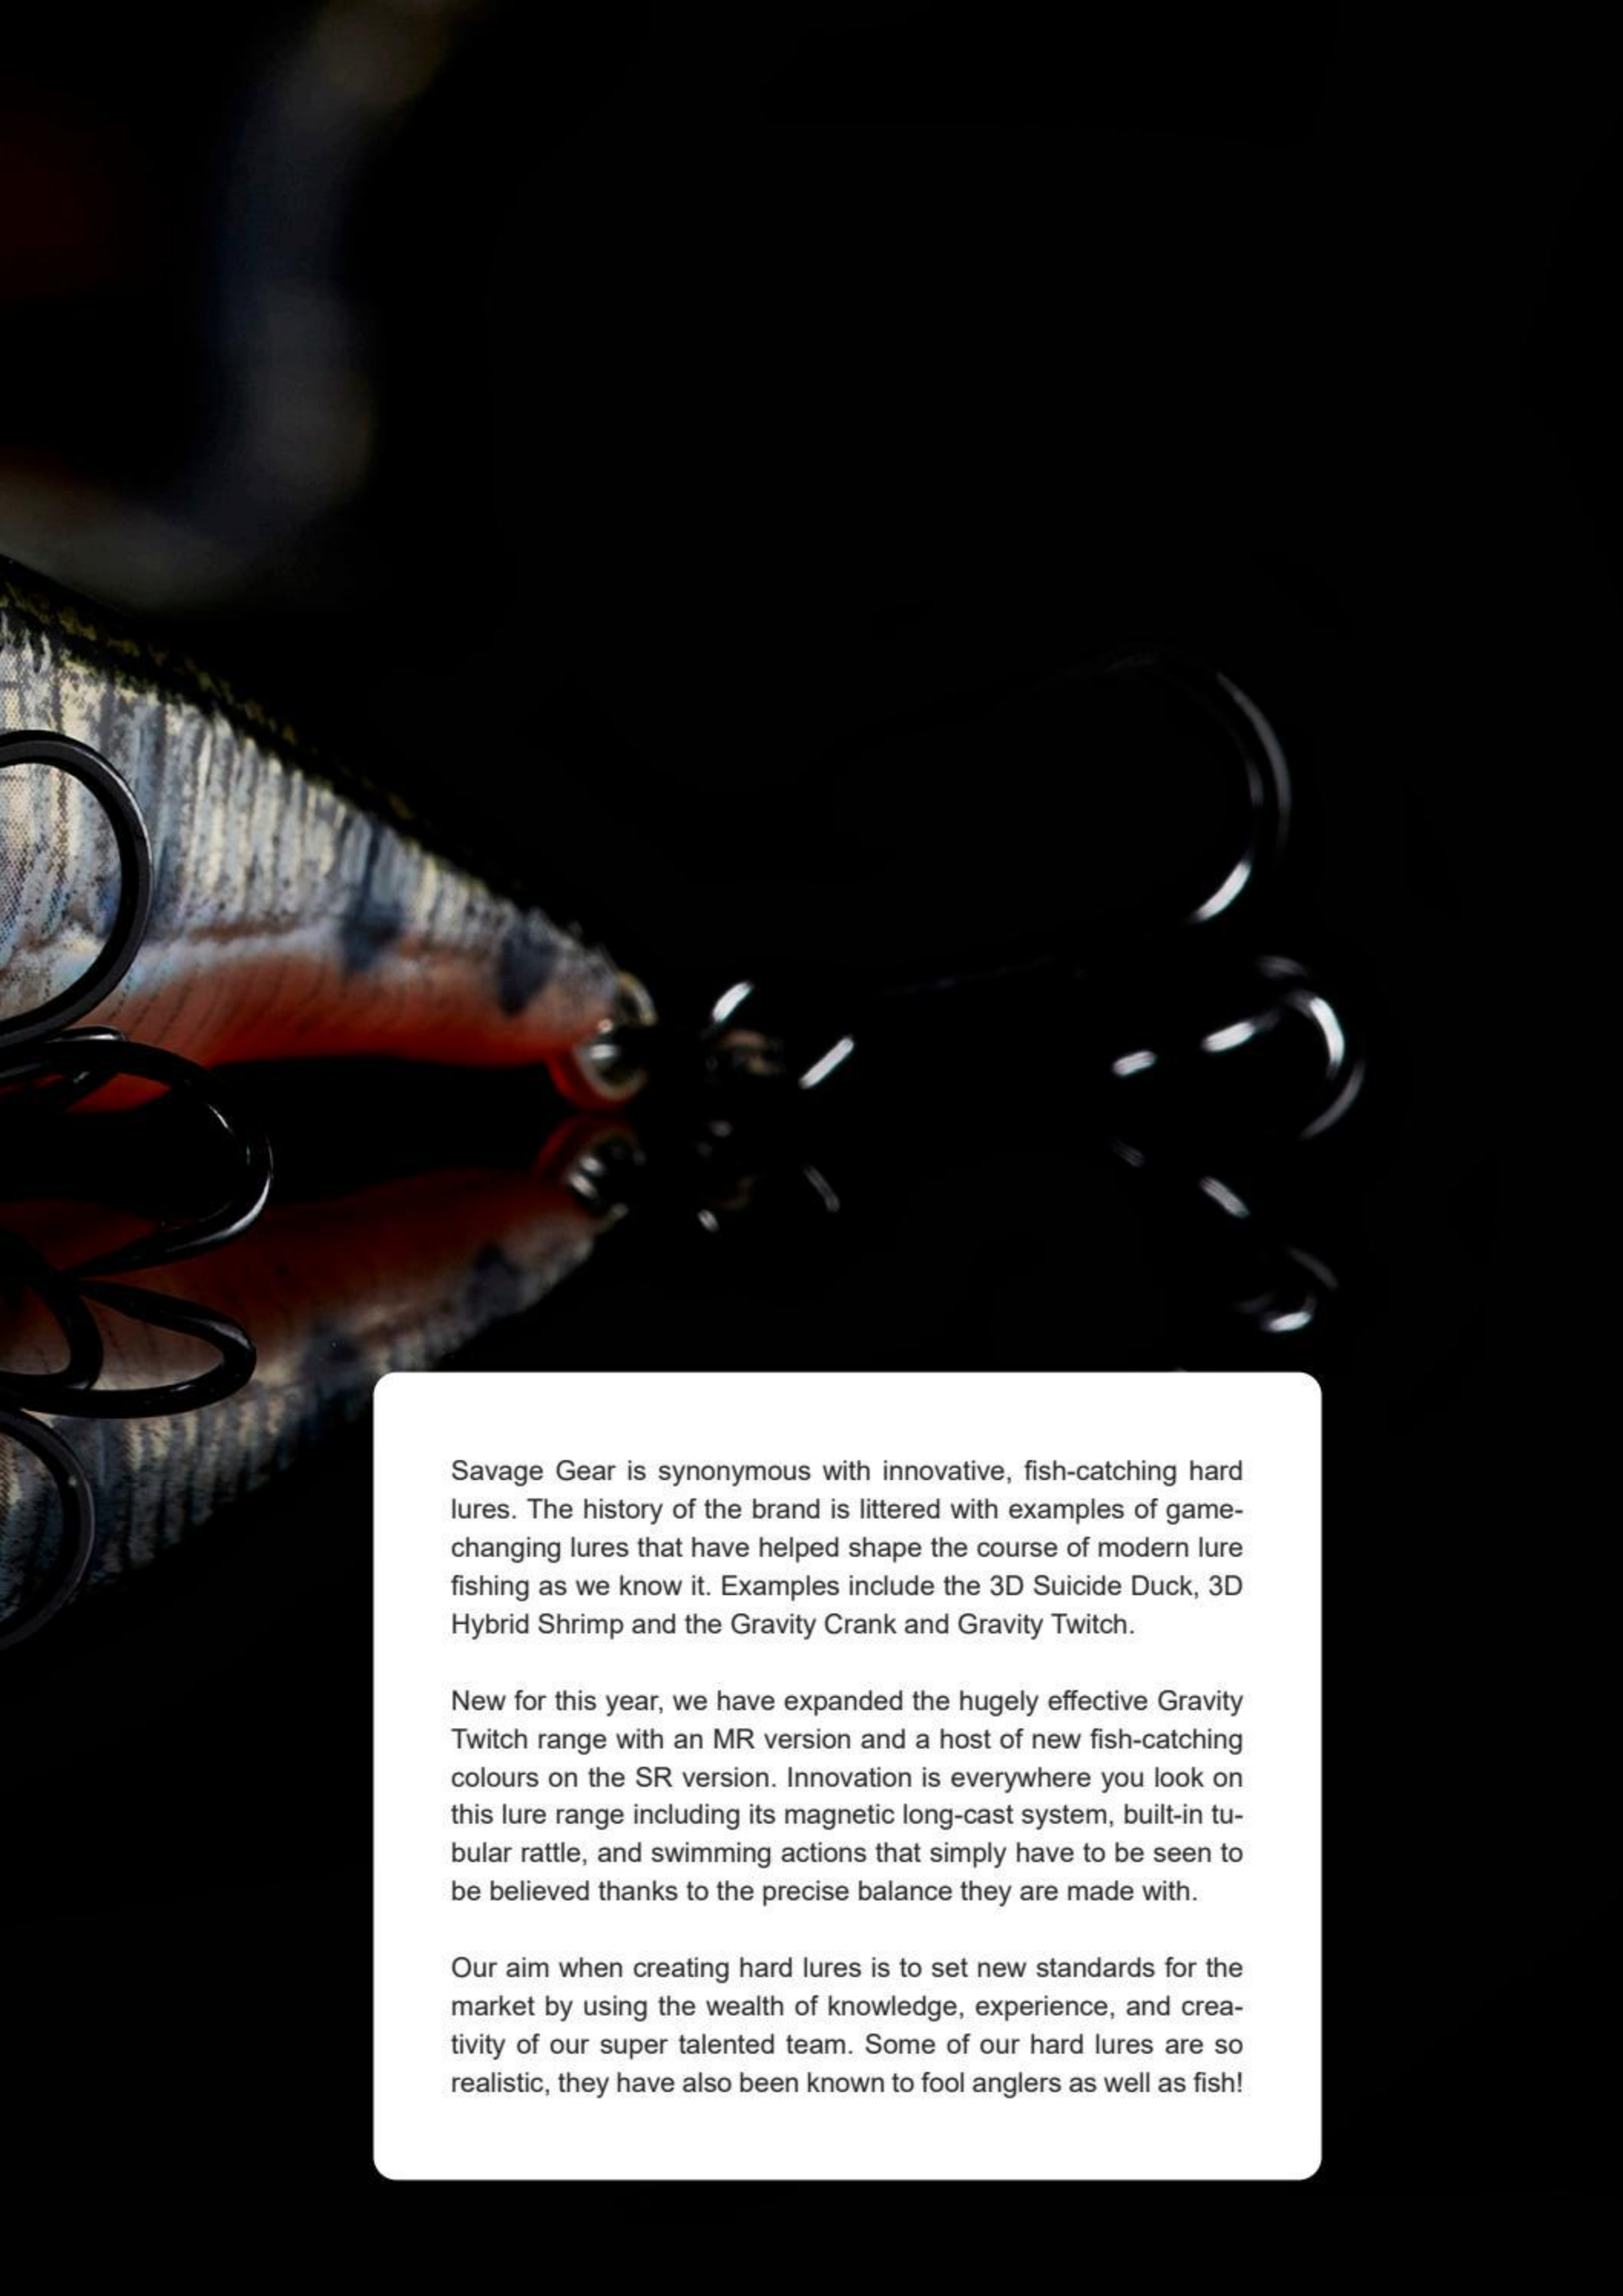 Savage Gear is synonymous with innovative, fish-catching hard
lures. The history of the brand is littered with examples of game-
changing lures that have helped shape the course of modern lure
fishing as we know it. Examples include the 3D Suicide Duck, 3D
Hybrid Shrimp and the Gravity Crank and Gravity Twitch.
New for this year, we have expanded the hugely effective Gravity
Twitch range with an MR version and a host of new fish-catching
colours on the SR version. Innovation is everywhere you look on
this lure range including its magnetic long-cast system, built-in tu-
bular rattle, and swimming actions that simply have to be seen to
be believed thanks to the precise balance they are made with.
Our aim when creating hard lures is to set new standards for the
market by using the wealth of knowledge, experience, and crea-
tivity of our super talented team. Some of our hard lures are so
realistic, they have also been known to fool anglers as well as fish!